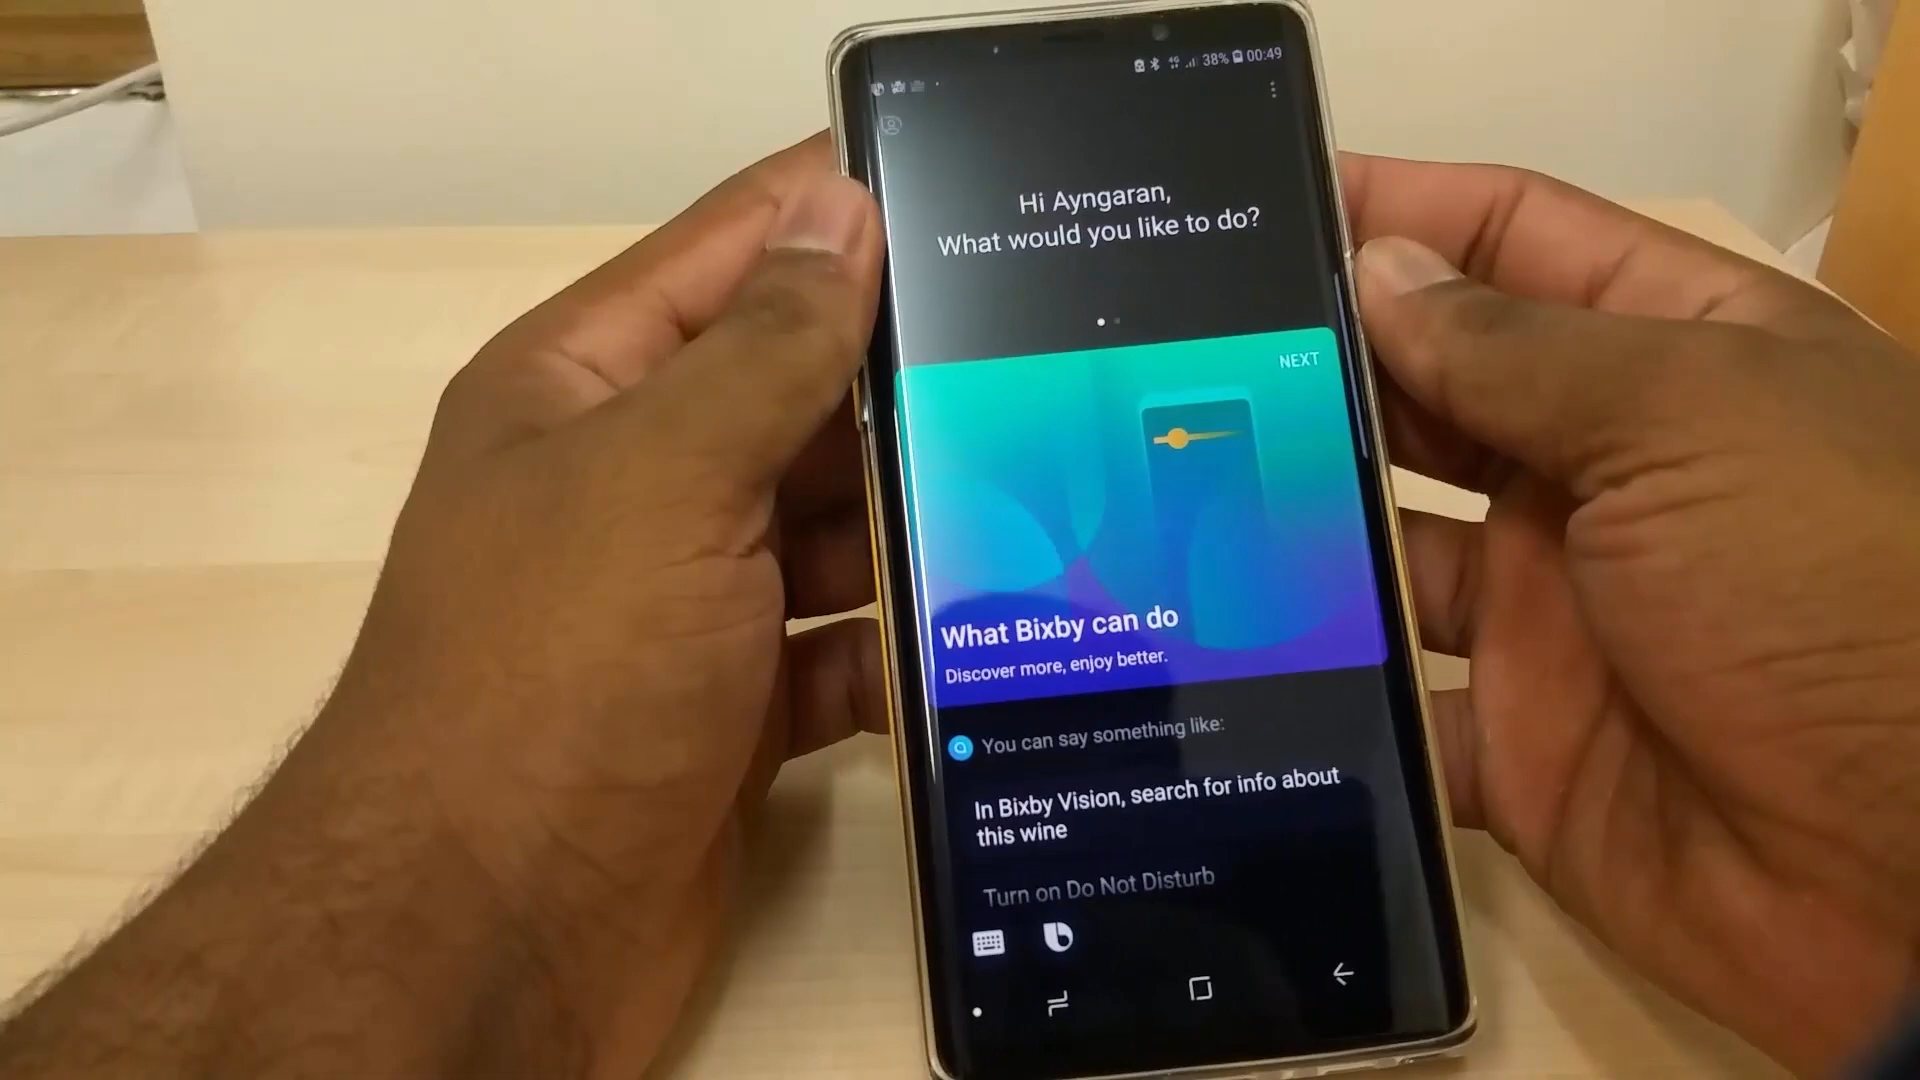 4G 38% 00:49
Hi Ayngaran,
What would you like to do?
NEXT
What Bixby can do
Discover more, enjoy better.
You can say something like:
In Bixby Vision, search for info about
this wine
Turn on Do Not Disturb